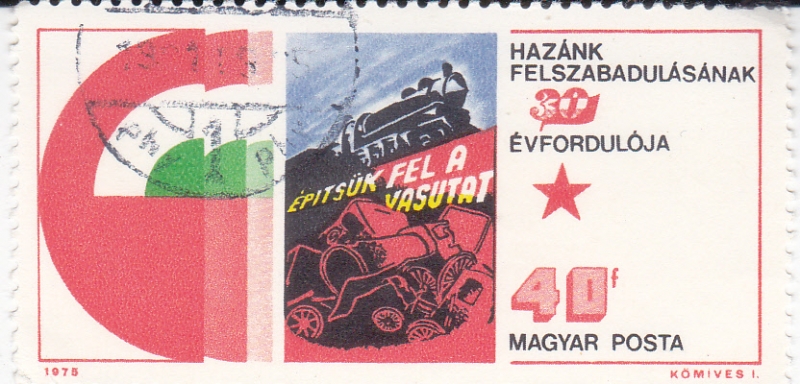 HAZÁNK
FELSZABADULÁSÁNAK
30
ÉVFORDULÓJA
ÉPITSÜK FEL A
VASUTAT
40f
MAGYAR POSTA
1975
KÖMIVES I.